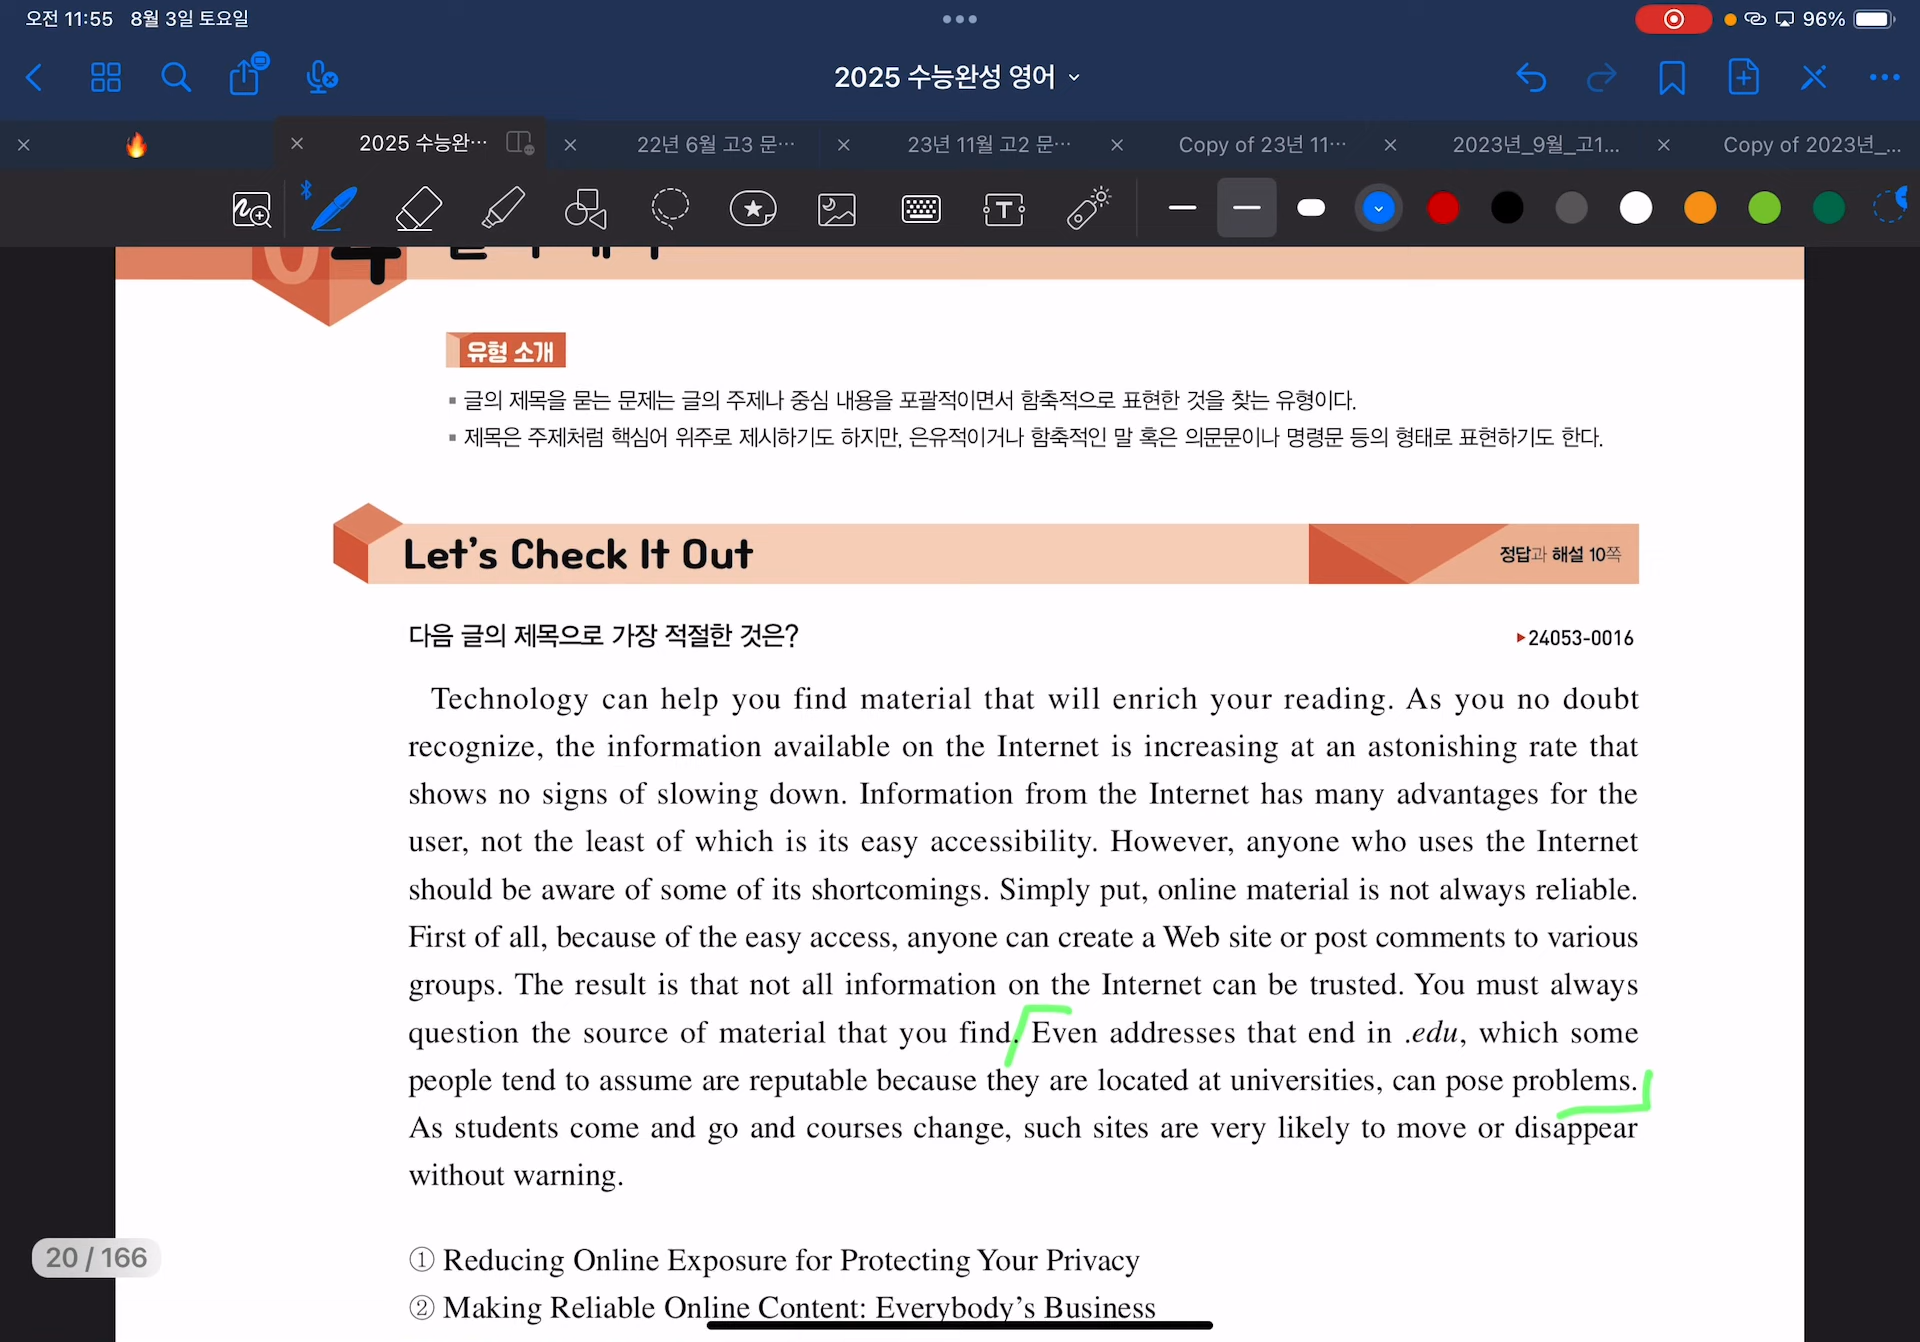 오전 11:55 8월 3일 토요일
96%
2025 수능완성 영어
2025 수능완···
22년 6월 고3 문···
23년 11월 고2 문···
Copy of 23년 11···
2023년_9월_고1...
Copy of 2023년_...
유형 소개
▪ 글의 제목을 묻는 문제는 글의 주제나 중심 내용을 포괄적이면서 함축적으로 표현한 것을 찾는 유형이다.
▪ 제목은 주제처럼 핵심어 위주로 제시하기도 하지만, 은유적이거나 함축적인 말 혹은 의문문이나 명령문 등의 형태로 표현하기도 한다.
Let's Check It Out
정답과 해설 10쪽
다음 글의 제목으로 가장 적절한 것은?
▸24053-0016
Technology can help you find material that will enrich your reading. As you no doubt
recognize, the information available on the Internet is increasing at an astonishing rate that
shows no signs of slowing down. Information from the Internet has many advantages for the
user, not the least of which is its easy accessibility. However, anyone who uses the Internet
should be aware of some of its shortcomings. Simply put, online material is not always reliable.
First of all, because of the easy access, anyone can create a Web site or post comments to various
groups. The result is that not all information on the Internet can be trusted. You must always
question the source of material that you find. Even addresses that end in .edu, which some
people tend to assume are reputable because they are located at universities, can pose problems.
As students come and go and courses change, such sites are very likely to move or disappear
without warning.
① Reducing Online Exposure for Protecting Your Privacy
② Making Reliable Online Content: Everybody's Business
20 / 166